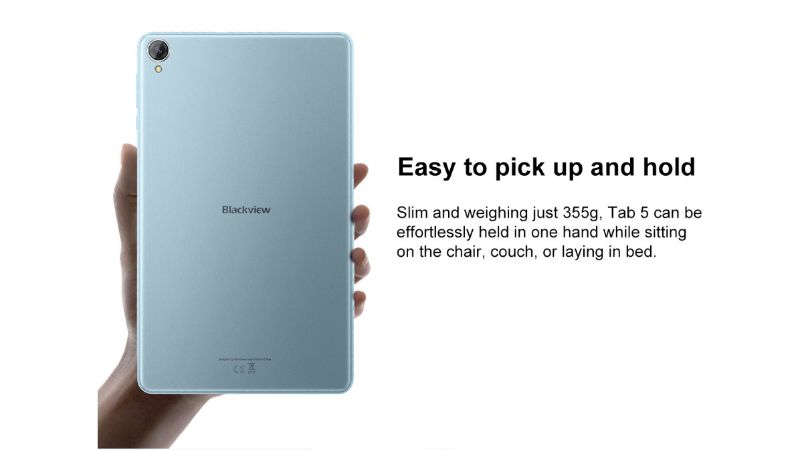 Easy to pick up and hold
Slim and weighing just 355g, Tab 5 can be
effortlessly held in one hand while sitting
on the chair, couch, or laying in bed.
Blackview